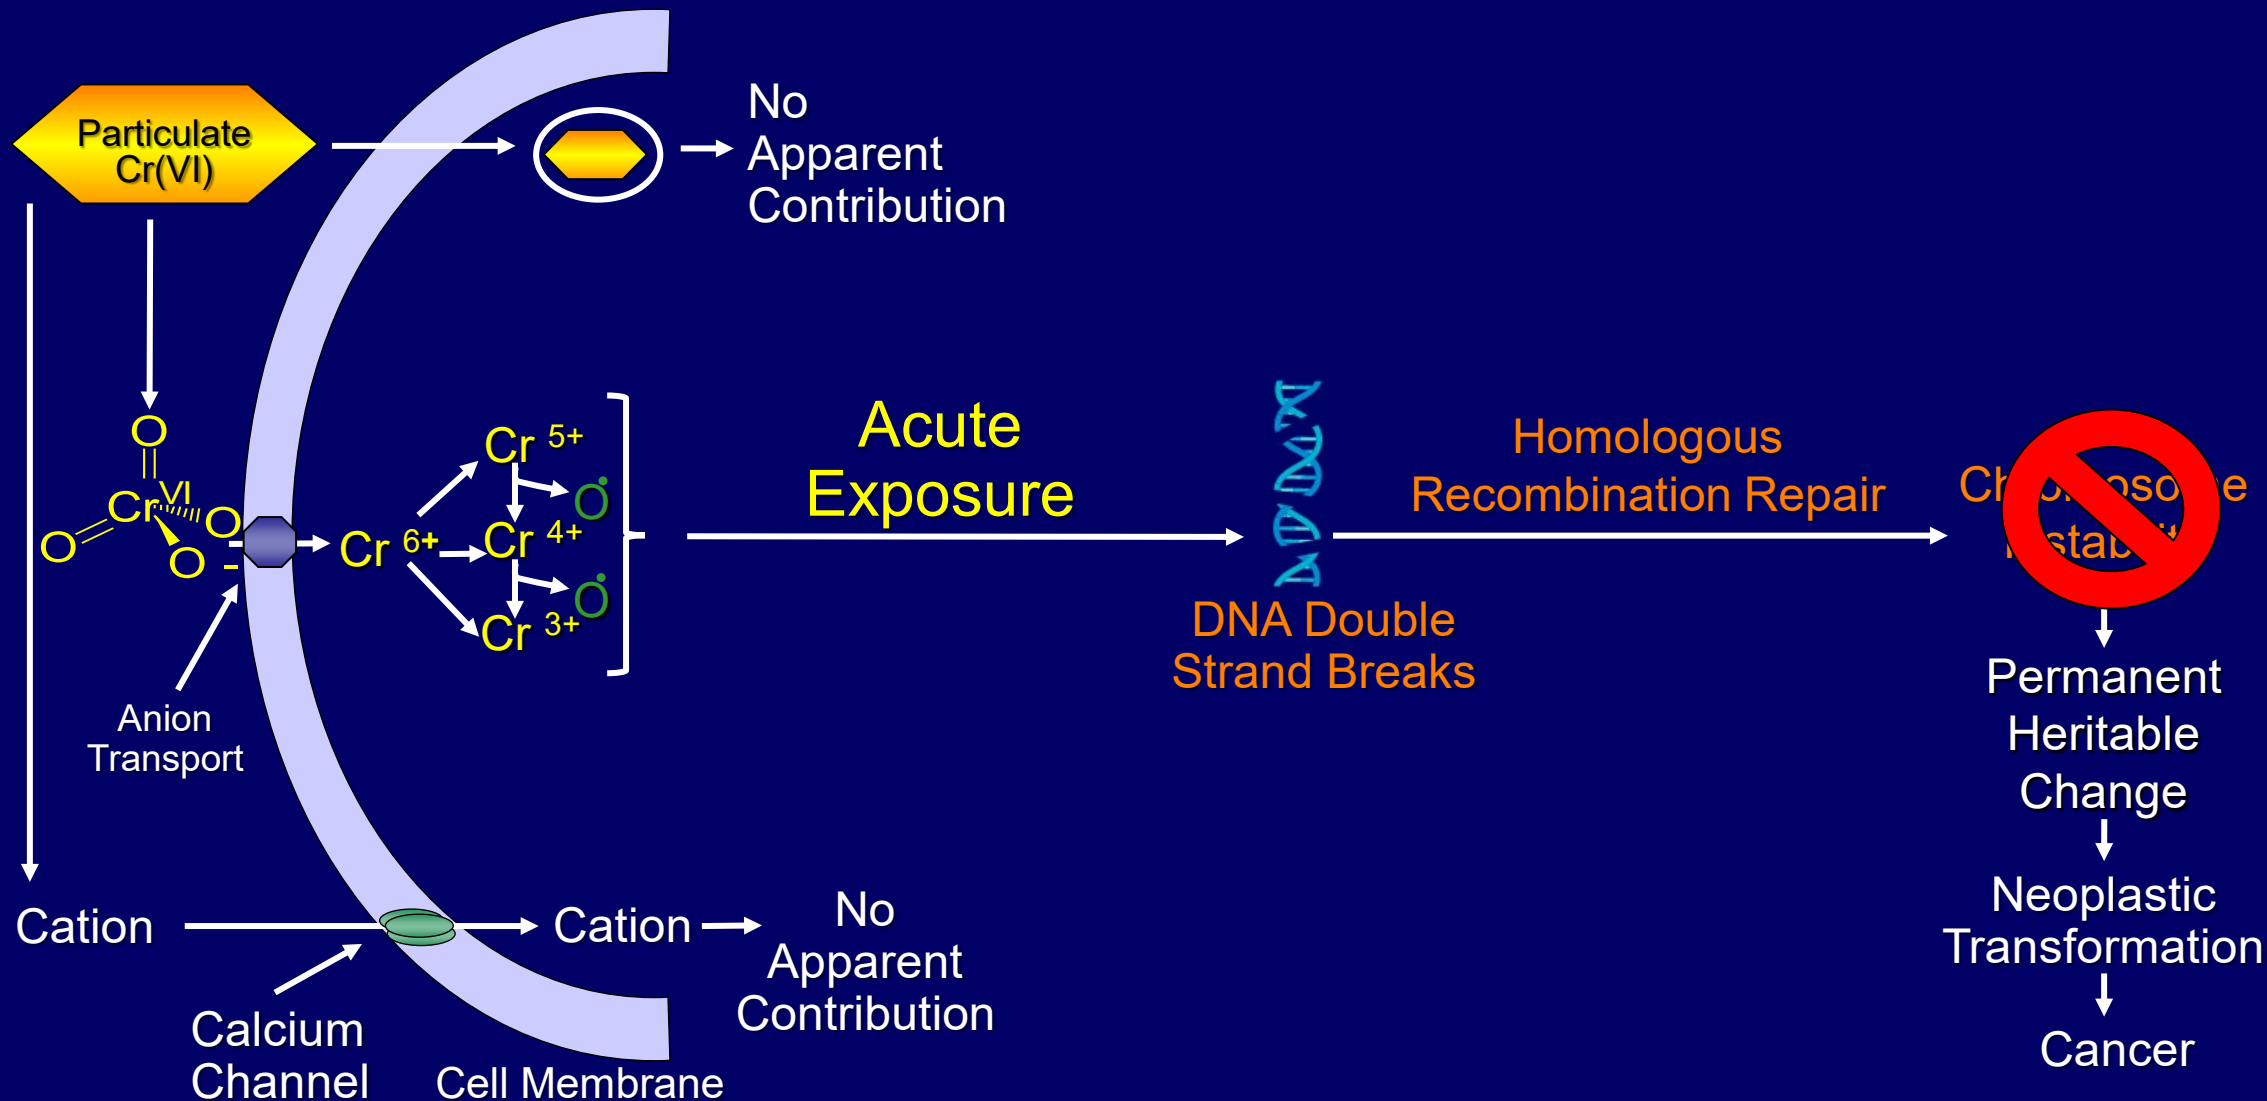 Particulate
Cr(VI)
No
Apparent
Contribution
O
Cr VI
O
O
O -
-
Anion
Transport
Cr 6+
Cr 5+
O•
Cr 4+
O•
Cr 3+
Acute
Exposure
DNA Double
Strand Breaks
Homologous
Recombination Repair
Permanent
Heritable
Change
Neoplastic
Transformation
Cancer
Cation
Calcium
Channel
Cell Membrane
Cation
No
Apparent
Contribution